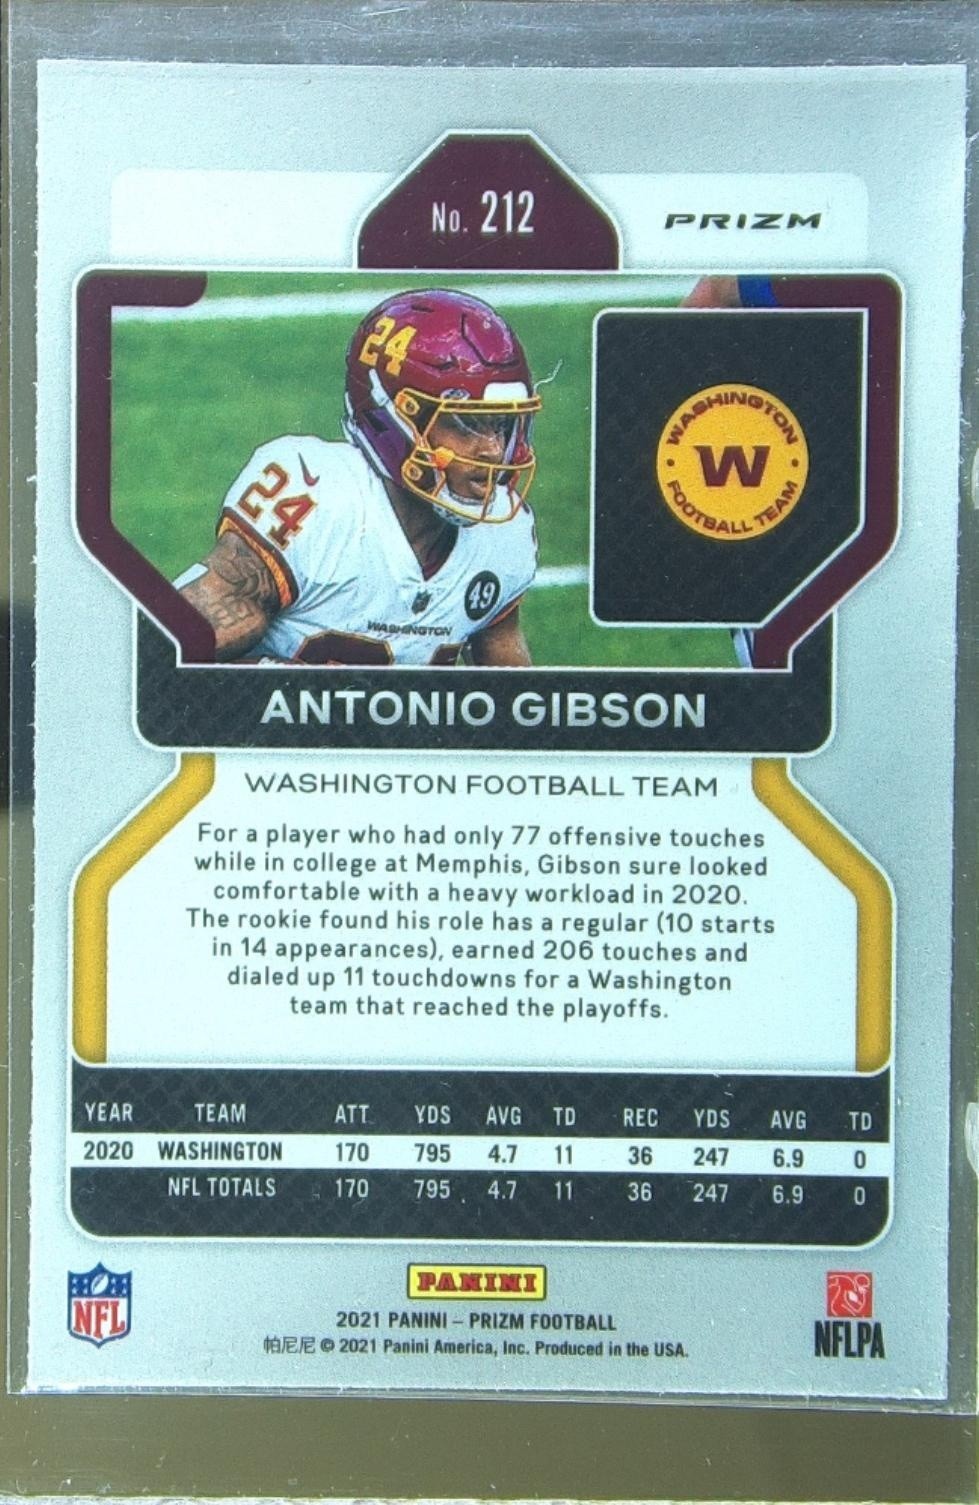 No. 212
PRIZM
24
24
49
WASHINGTON
WASHINGTON
W
FOOTBALL TEAM
ANTONIO GIBSON
WASHINGTON FOOTBALL TEAM
For a player who had only 77 offensive touches
while in college at Memphis, Gibson sure looked
comfortable with a heavy workload in 2020.
The rookie found his role has a regular (10 starts
in 14 appearances), earned 206 touches and
dialed up 11 touchdowns for a Washington
team that reached the playoffs.
YEAR TEAM ATT YDS AVG TD REC YDS AVG TD
2020 WASHINGTON 170 795 4.7 11 36 247 6.9 0
NFL TOTALS 170 795 4.7 11 36 247 6.9 0
NFL
PANINI
2021 PANINI – PRIZM FOOTBALL
帕尼尼 © 2021 Panini America, Inc. Produced in the USA.
NFLPA